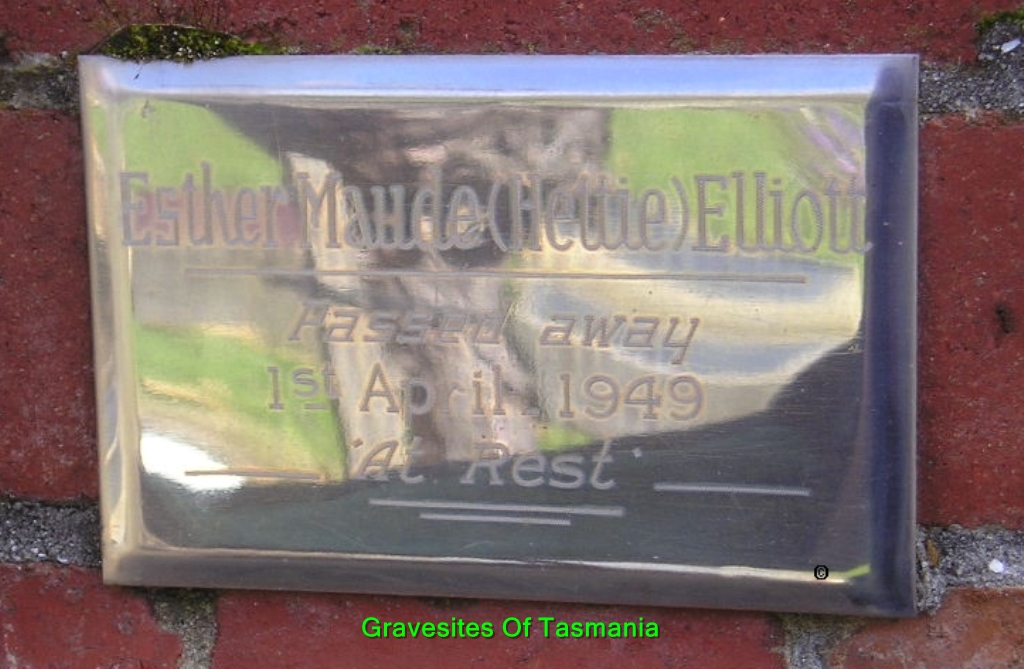 Esther Maude (Hettie) Elliott
Passed away
1st April, 1949
'At Rest'
©
Gravesites Of Tasmania